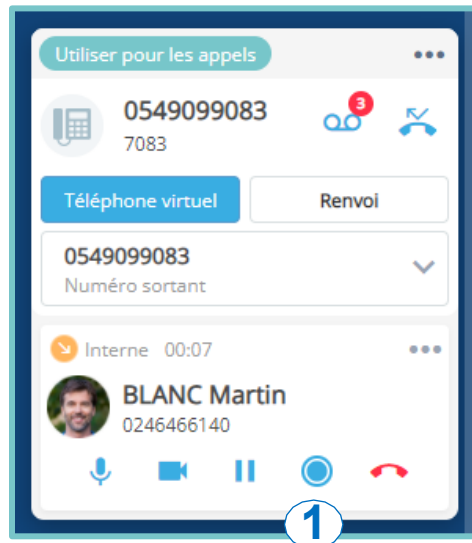 Utiliser pour les appels
0549099083
3
7083
Téléphone virtuel
Renvoi
0549099083
Numéro sortant
Interne 00:07
BLANC Martin
0246466140
1